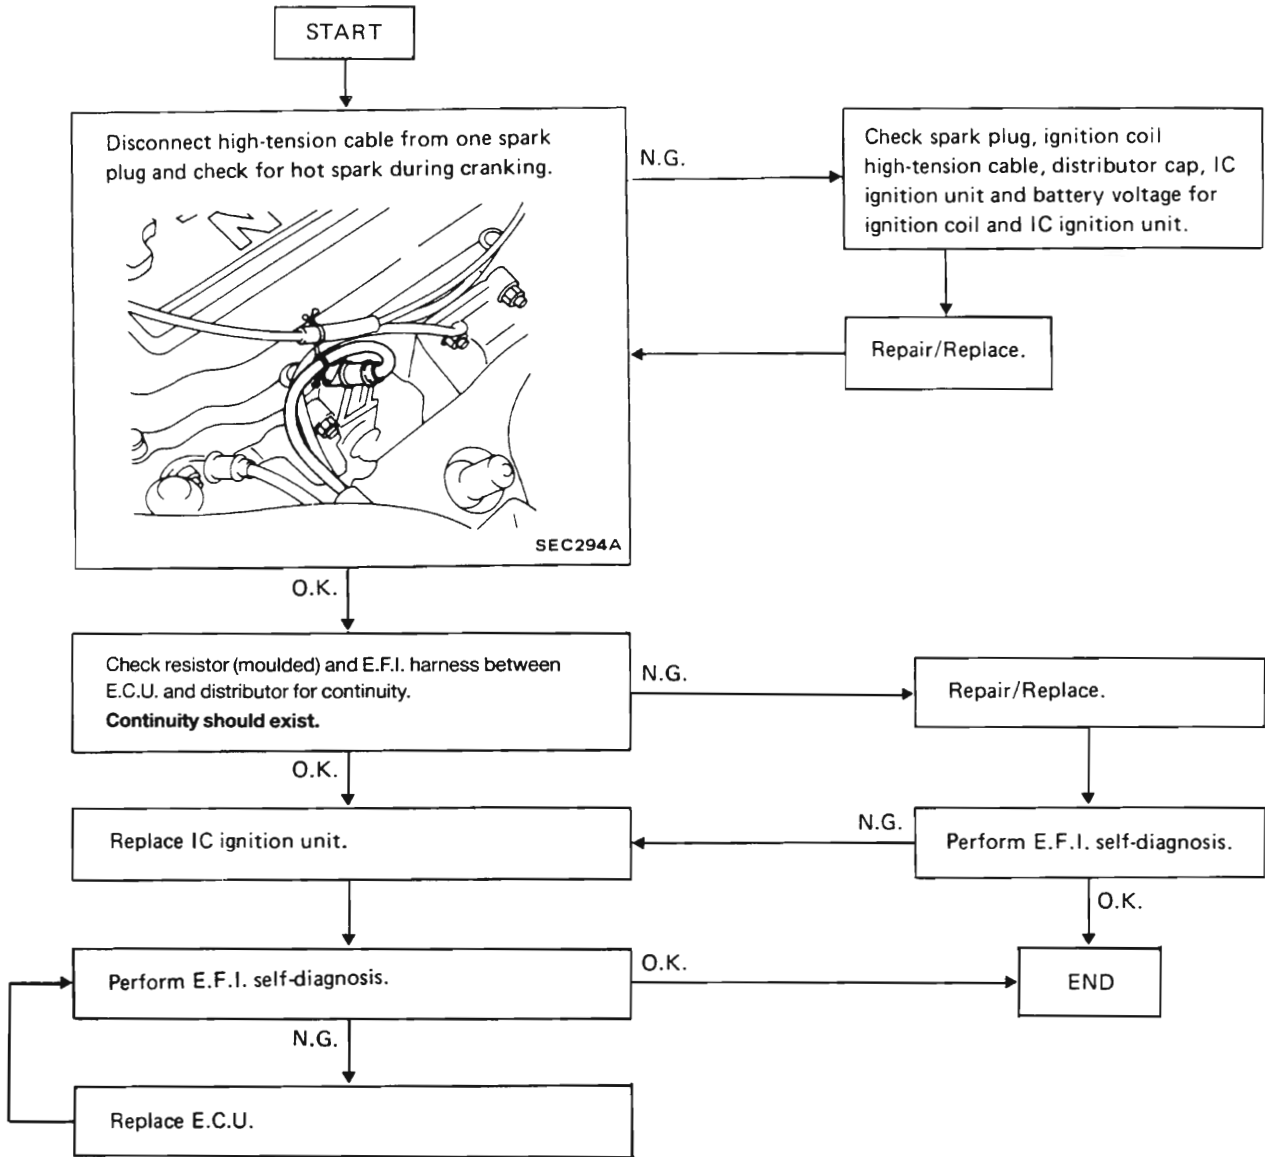 START
Disconnect high-tension cable from one spark
plug and check for hot spark during cranking.
N.G.
Check spark plug, ignition coil
high-tension cable, distributor cap, IC
ignition unit and battery voltage for
ignition coil and IC ignition unit.
Repair/Replace.
N
SEC294A
O.K.
Check resistor (moulded) and E.F.I. harness between
E.C.U. and distributor for continuity.
Continuity should exist.
N.G.
Repair/Replace.
O.K.
Replace IC ignition unit.
N.G.
Perform E.F.I. self-diagnosis.
O.K.
Perform E.F.I. self-diagnosis.
O.K.
END
N.G.
Replace E.C.U.